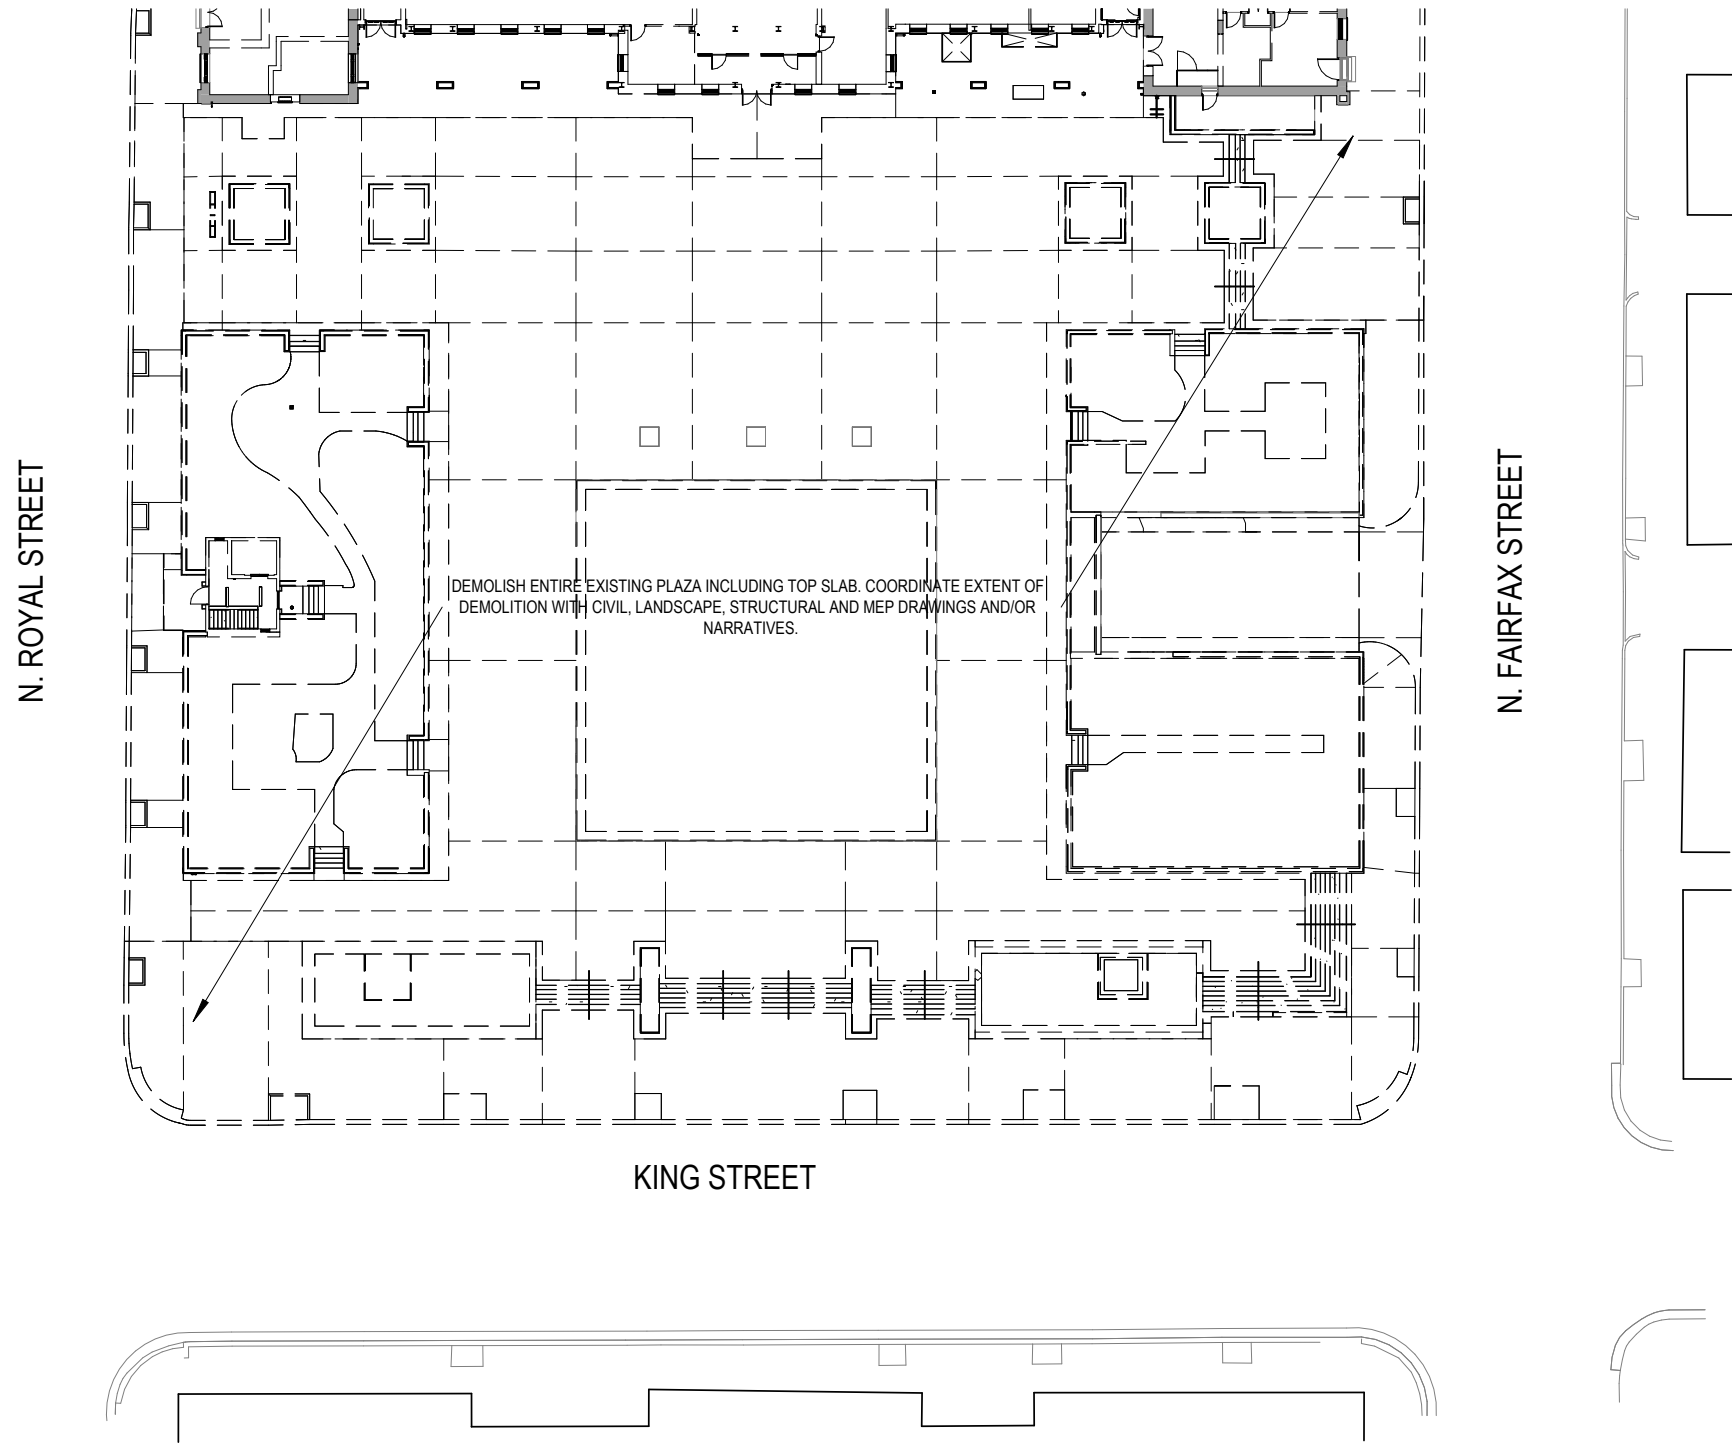 N. ROYAL STREET
DEMOLISH ENTIRE EXISTING PLAZA INCLUDING TOP SLAB. COORDINATE EXTENT OF
DEMOLITION WITH CIVIL, LANDSCAPE, STRUCTURAL AND MEP DRAWINGS AND/OR
NARRATIVES.
N. FAIRFAX STREET
KING STREET